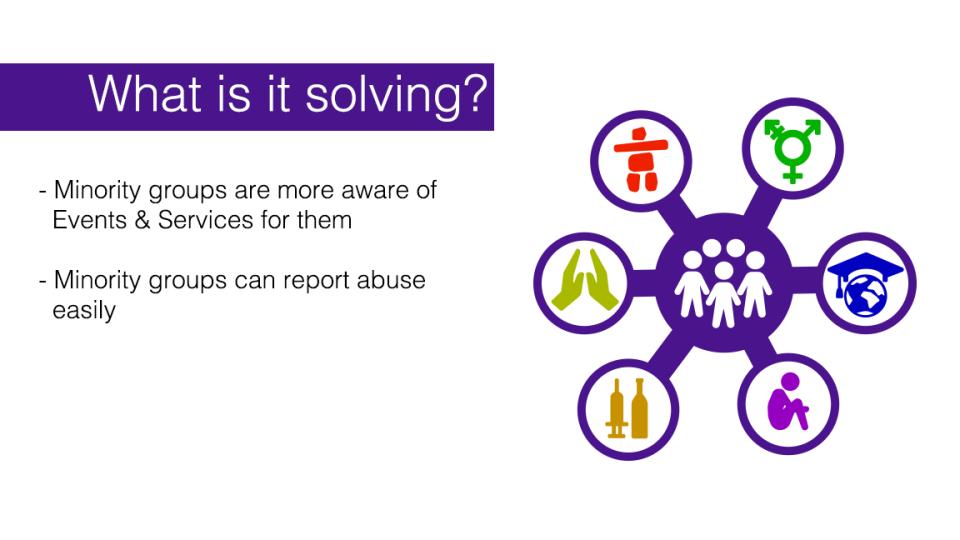 What is it solving?
- Minority groups are more aware of
Events & Services for them
- Minority groups can report abuse
easily